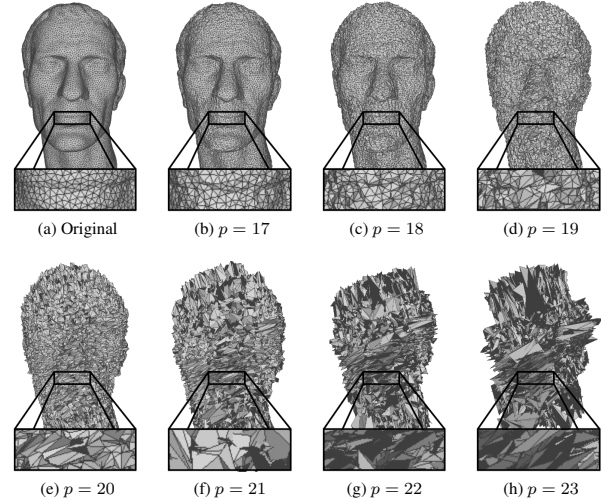 (a) Original
(b) p = 17
(c) p = 18
(d) p = 19
(e) p = 20
(f) p = 21
(g) p = 22
(h) p = 23